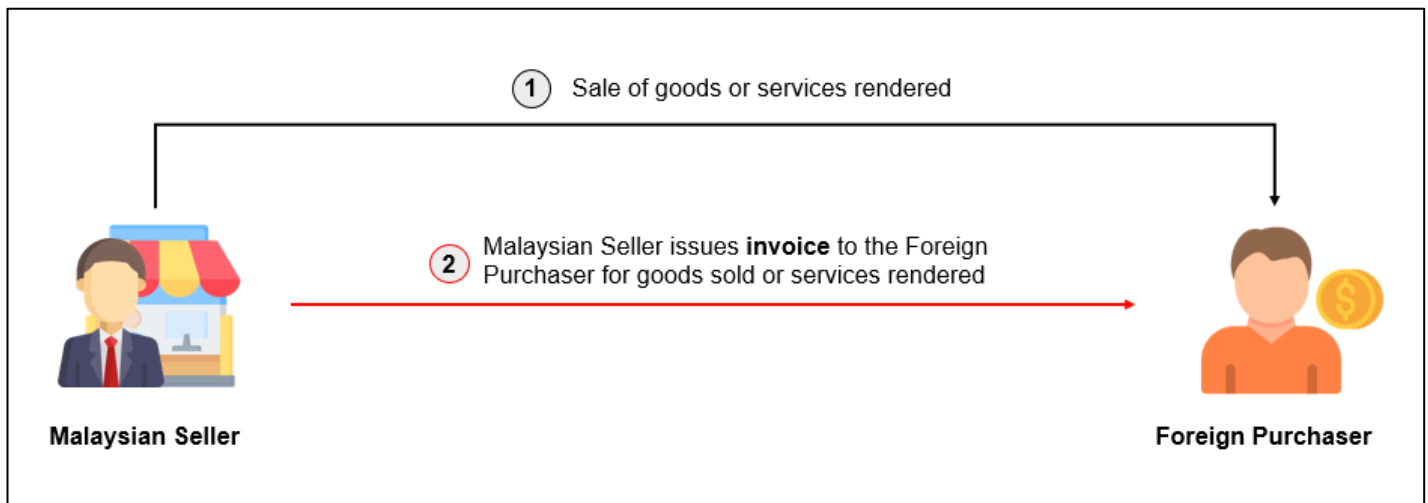 1 Sale of goods or services rendered
2 Malaysian Seller issues invoice to the Foreign
Purchaser for goods sold or services rendered
$
Malaysian Seller
Foreign Purchaser